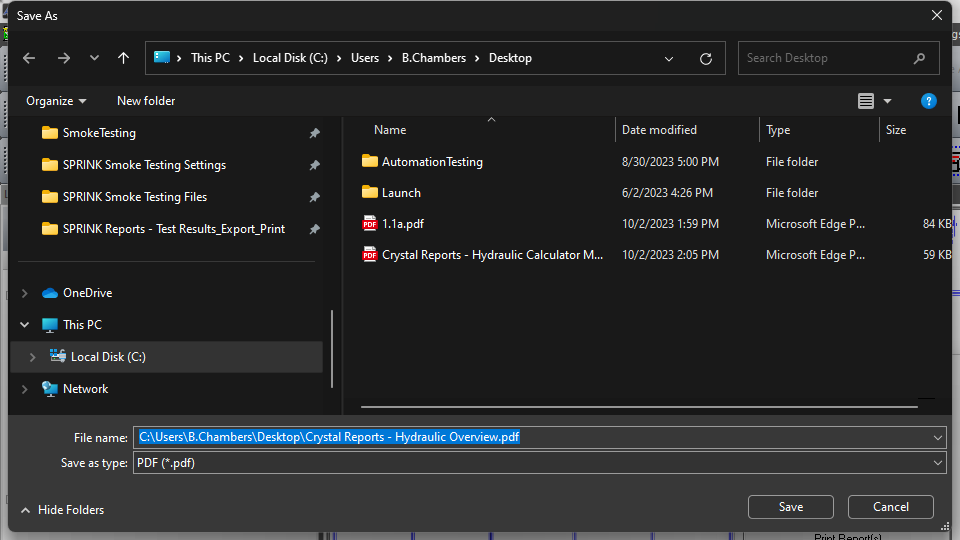 Save As
This PC > Local Disk (C:) > Users > B.Chambers > Desktop
Search Desktop
Organize
New folder
?
SmokeTesting
SPRINK Smoke Testing Settings
SPRINK Smoke Testing Files
SPRINK Reports - Test Results_Export_Print
OneDrive
This PC
Local Disk (C:)
Network
Name Date modified Type Size
AutomationTesting 8/30/2023 5:00 PM File folder
Launch 6/2/2023 4:26 PM File folder
PDF 1.1a.pdf 10/2/2023 1:59 PM Microsoft Edge P... 84 KB
PDF Crystal Reports - Hydraulic Calculator M... 10/2/2023 2:05 PM Microsoft Edge P... 59 KB
File name: C:\Users\B.Chambers\Desktop\Crystal Reports - Hydraulic Overview.pdf
Save as type: PDF (*.pdf)
Hide Folders
Save
Cancel
Print Report(s)